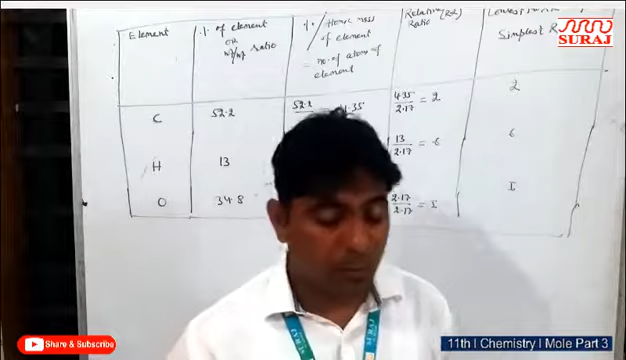 Element
% of element
OR
w/w ratio
%/Atomic mass
of element
= no. of atoms of
element
Relative
Ratio
Simplest R
SURAJ
C
52.2
52.2
4.35
2.17
= 2
2
H
13
13
2.17
= 6
6
O
34.8
2.17
2.17
= 1
1
SURAJ
Share & Subscribe
11th | Chemistry | Mole Part 3